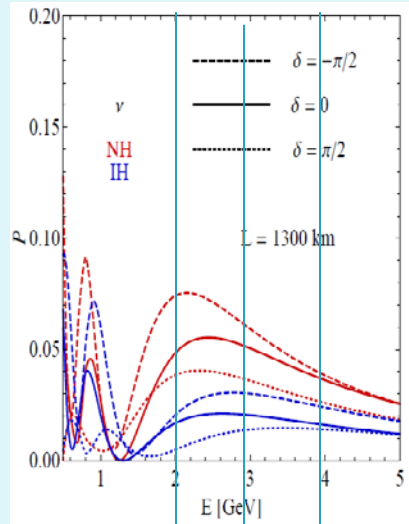 0.20
0.15
0.10
0.05
0.00
P
ν
NH
IH
δ = −π/2
δ = 0
δ = π/2
L = 1300 km
1 2 3 4 5
E [GeV]